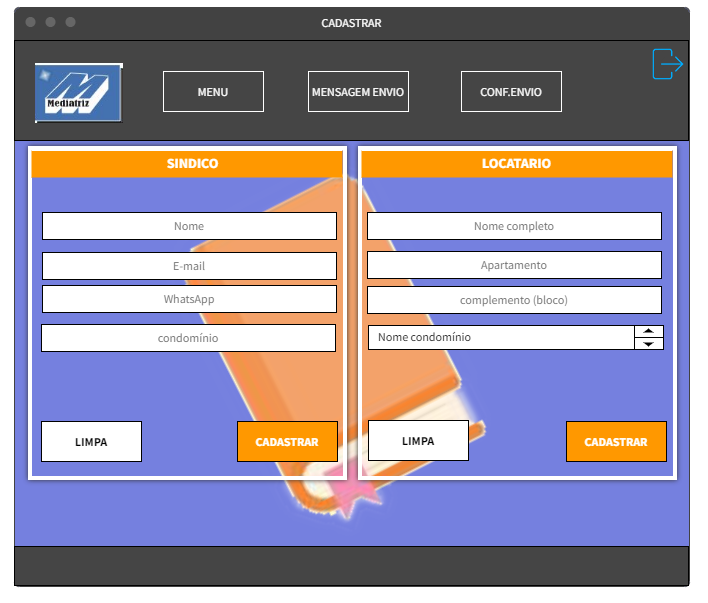 CADASTRAR
Mediatriz
MENU
MENSAGEM ENVIO
CONF.ENVIO
SINDICO
Nome
E-mail
WhatsApp
condomínio
LIMPA
CADASTRAR
LOCATARIO
Nome completo
Apartamento
complemento (bloco)
Nome condomínio
LIMPA
CADASTRAR